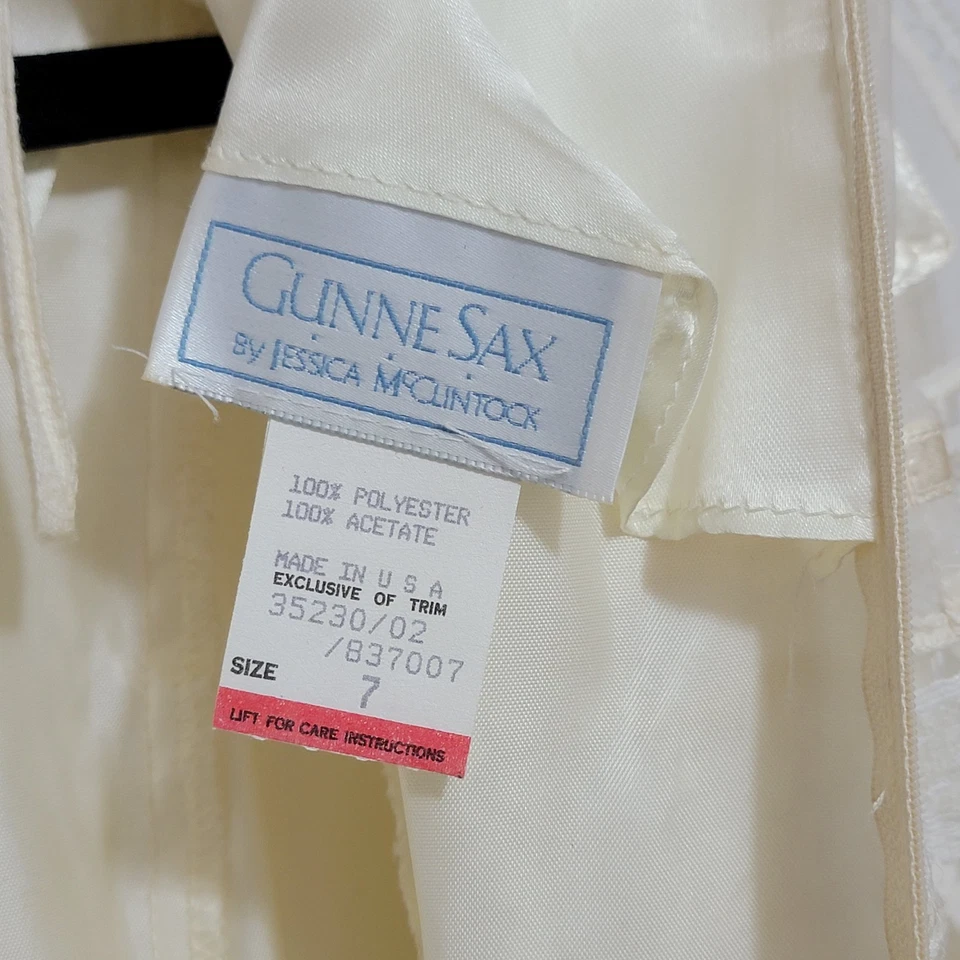 GUNNE SAX
BY JESSICA McCLINTOCK
100% POLYESTER
100% ACETATE
MADE IN U S A
EXCLUSIVE OF TRIM
35230/02
/837007
SIZE 7
LIFT FOR CARE INSTRUCTIONS